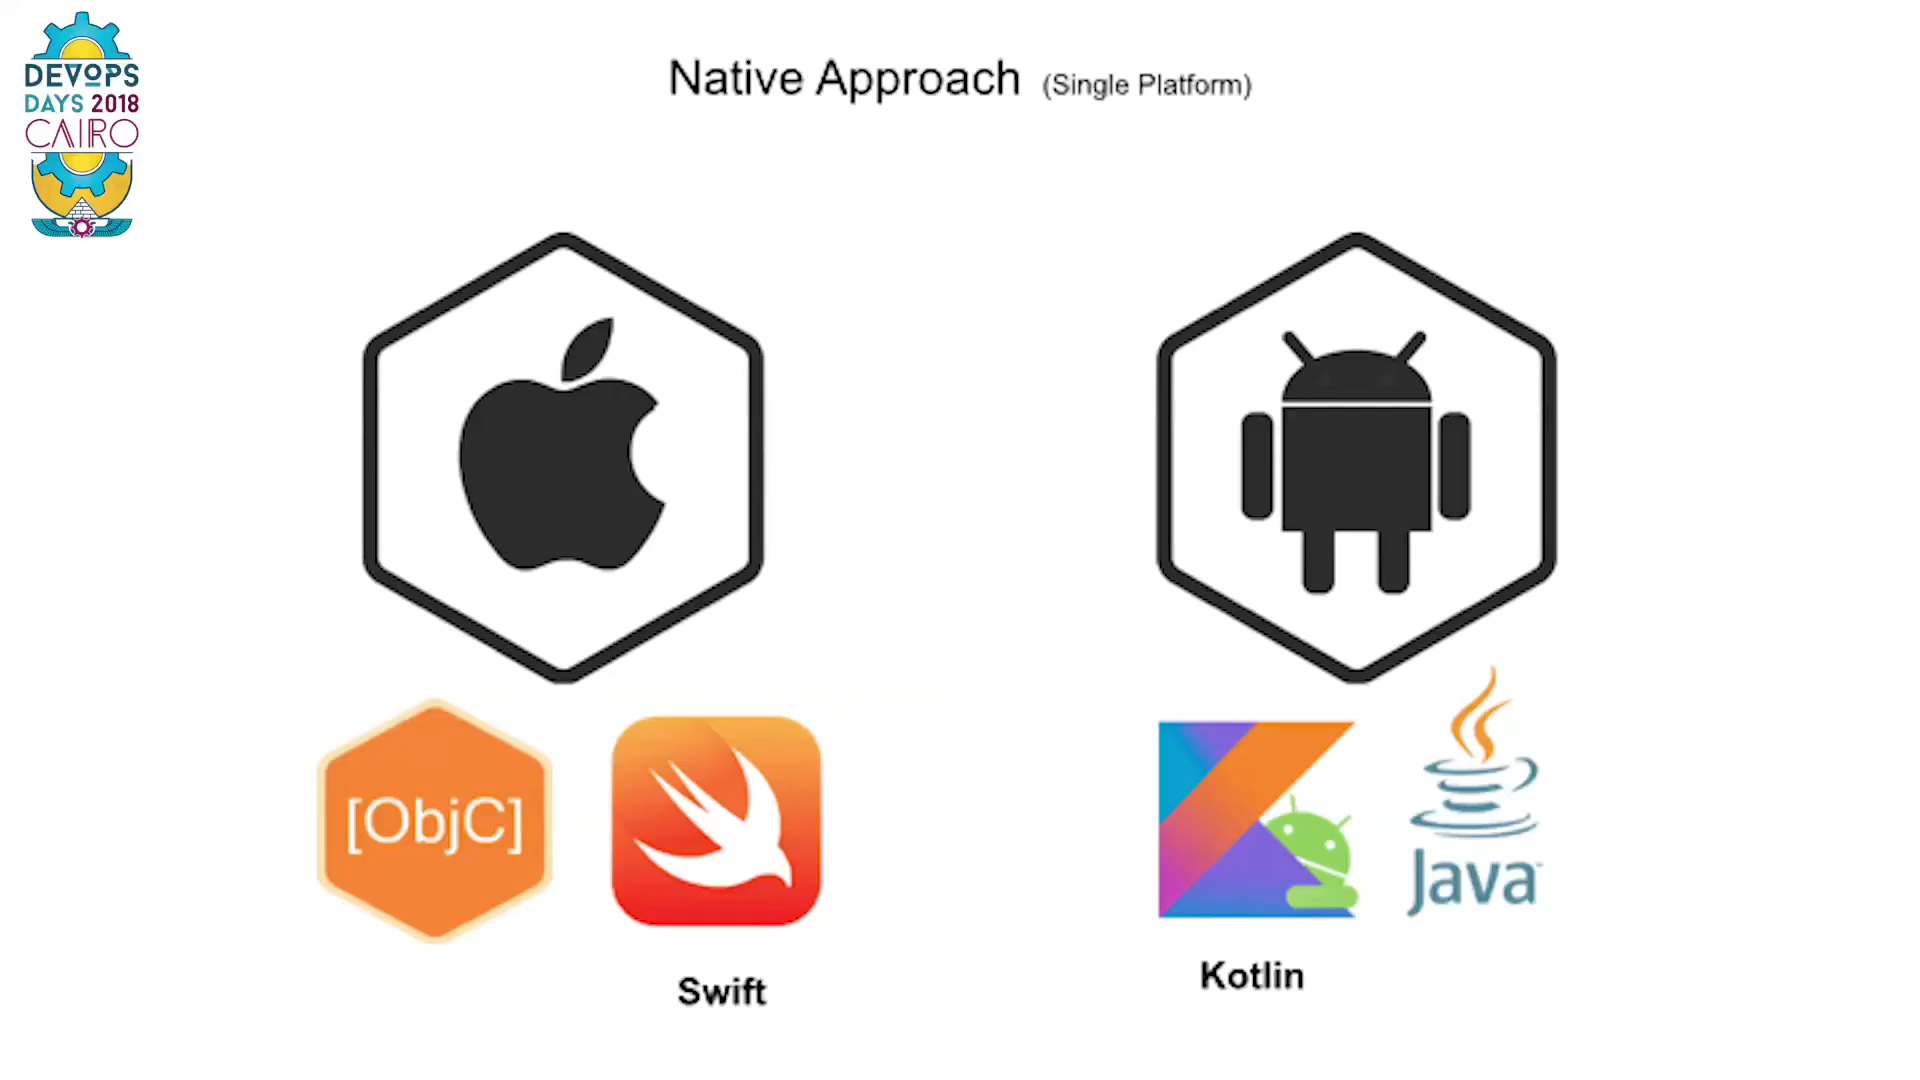 DEVOPS
DAYS 2018
CAIRO
Native Approach (Single Platform)
[ObjC]
Java
Swift
Kotlin